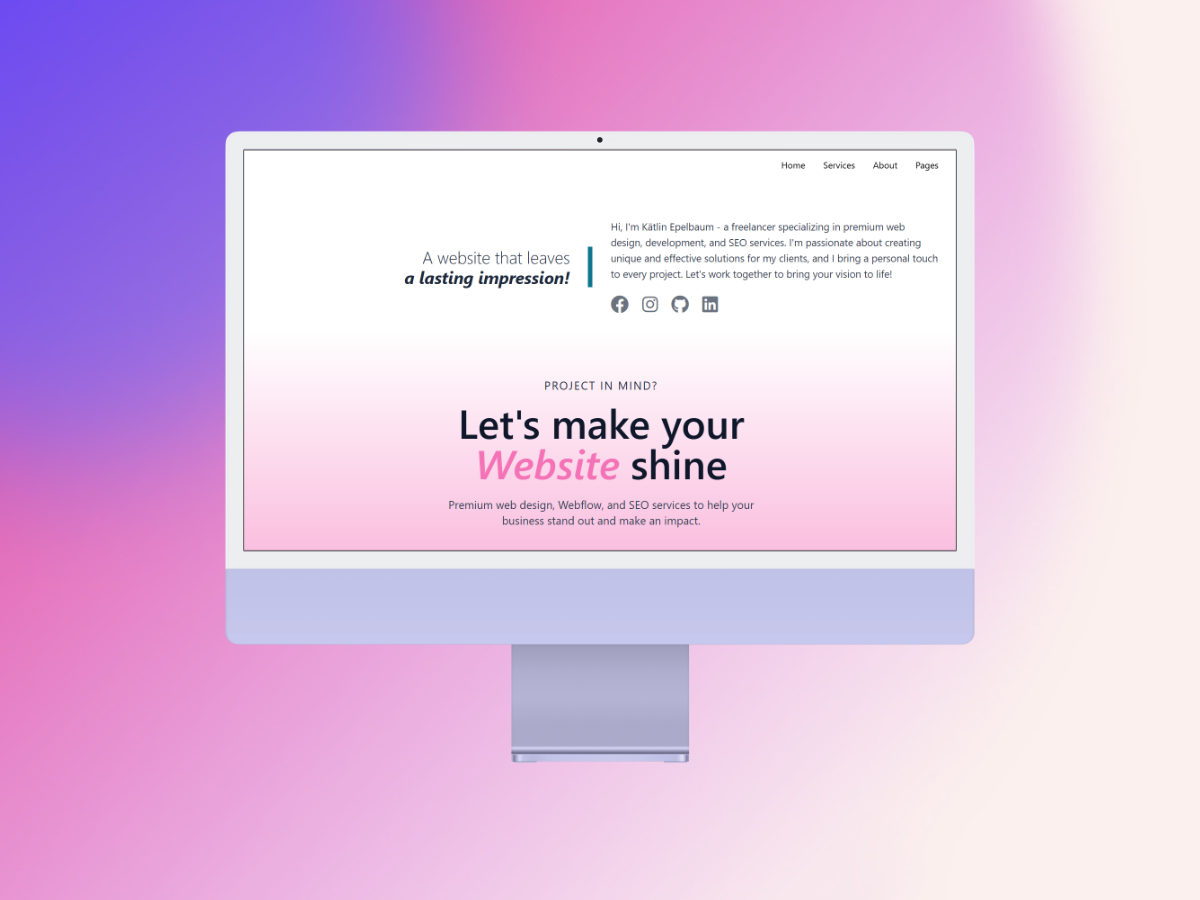 Home Services About Pages
A website that leaves
a lasting impression!
Hi, I'm Kätlin Epelbaum - a freelancer specializing in premium web
design, development, and SEO services. I'm passionate about creating
unique and effective solutions for my clients, and I bring a personal touch
to every project. Let's work together to bring your vision to life!
PROJECT IN MIND?
Let's make your
Website shine
Premium web design, Webflow, and SEO services to help your
business stand out and make an impact.